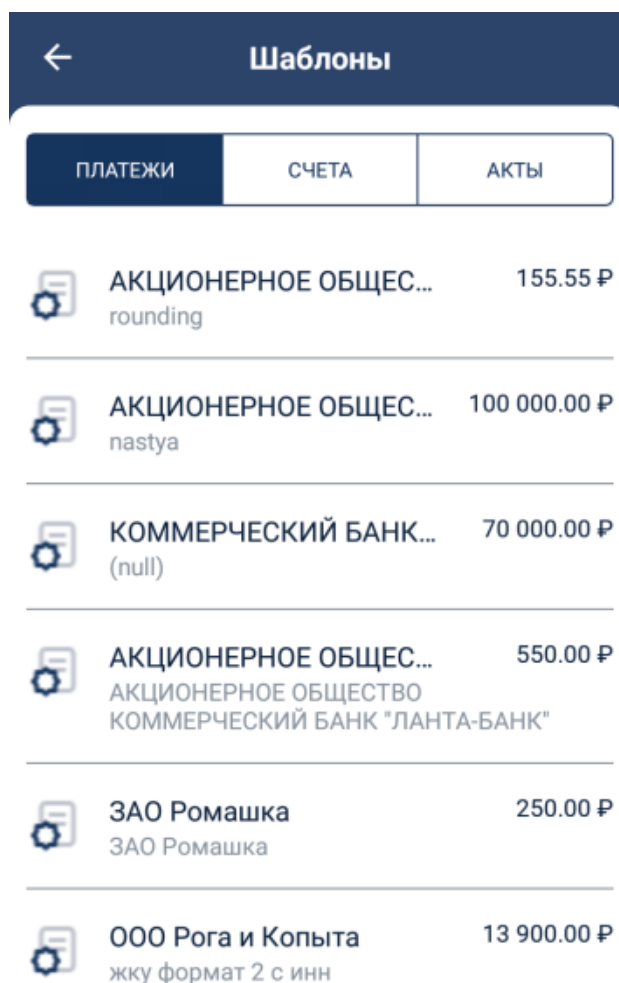 Шаблоны
ПЛАТЕЖИ СЧЕТА АКТЫ
АКЦИОНЕРНОЕ ОБЩЕС... 155.55 ₽
rounding
АКЦИОНЕРНОЕ ОБЩЕС... 100 000.00 ₽
nastya
КОММЕРЧЕСКИЙ БАНК... 70 000.00 ₽
(null)
АКЦИОНЕРНОЕ ОБЩЕС... 550.00 ₽
АКЦИОНЕРНОЕ ОБЩЕСТВО
КОММЕРЧЕСКИЙ БАНК "ЛАНТА-БАНК"
ЗАО Ромашка 250.00 ₽
ЗАО Ромашка
ООО Рога и Копыта 13 900.00 ₽
жку формат 2 с инн